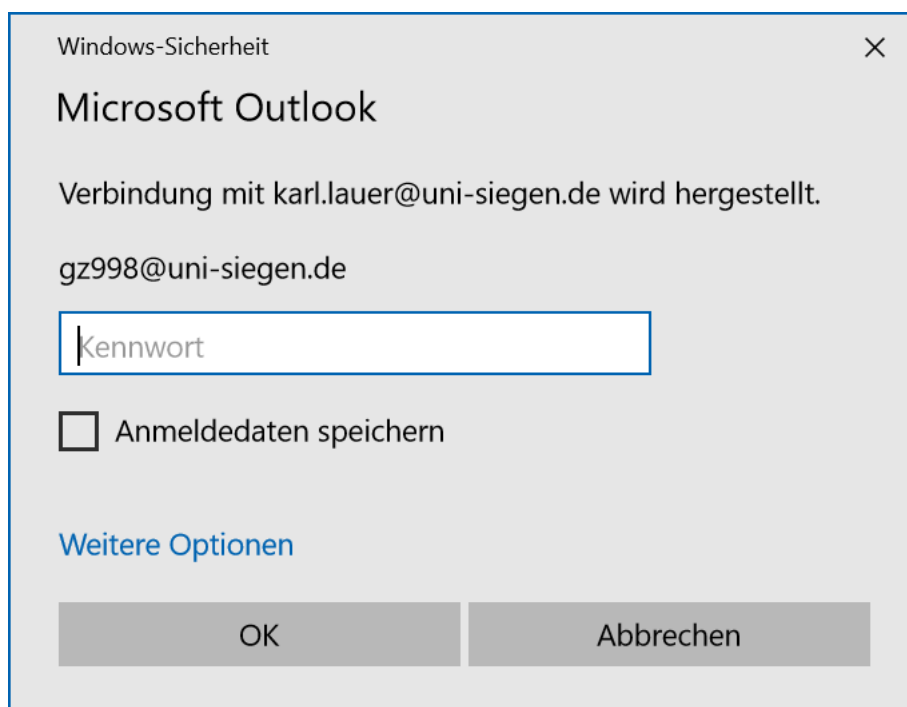 Windows-Sicherheit
Microsoft Outlook
Verbindung mit karl.lauer@uni-siegen.de wird hergestellt.
gz998@uni-siegen.de
Kennwort
Anmeldedaten speichern
Weitere Optionen
OK Abbrechen